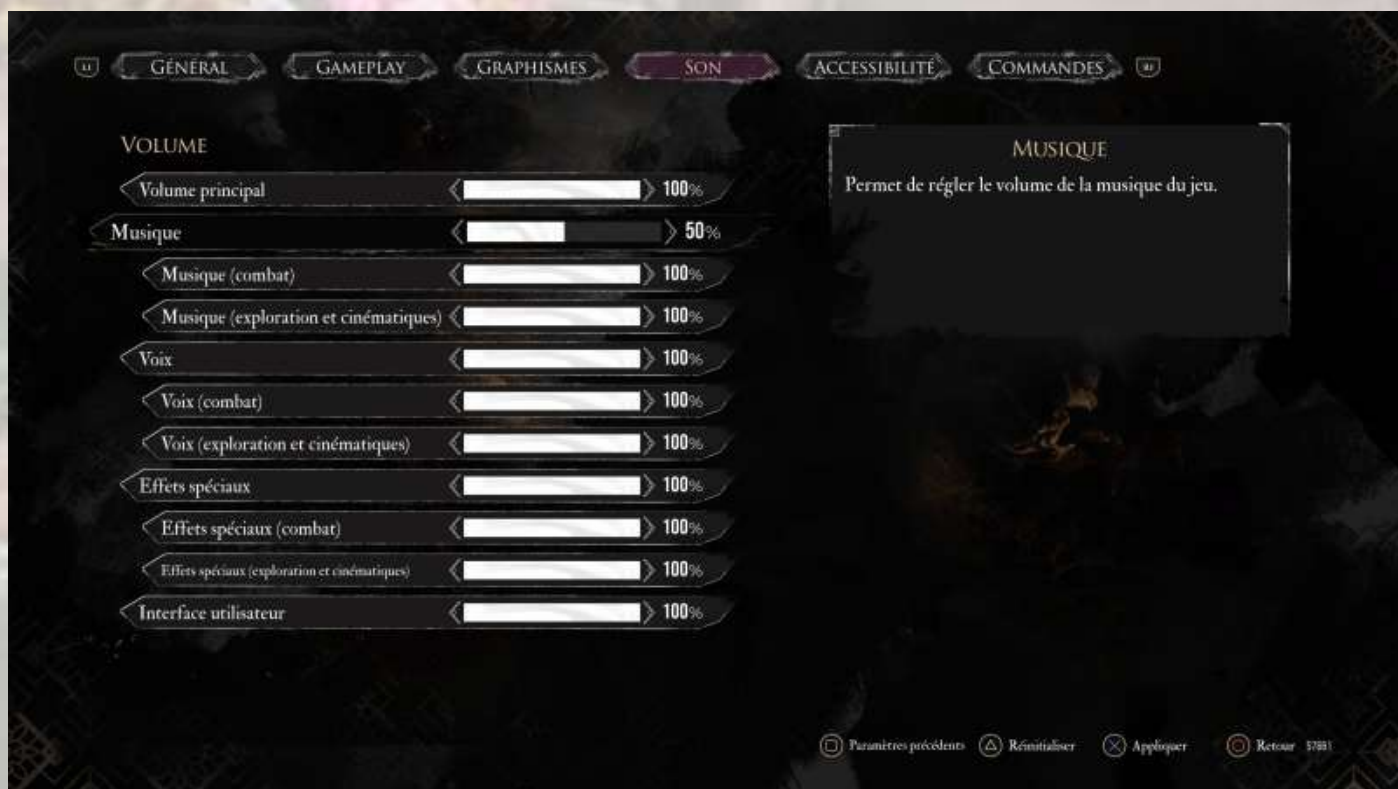 L1 GÉNÉRAL GAMEPLAY GRAPHISMES SON ACCESSIBILITÉ COMMANDES R1
VOLUME
Volume principal 100%
Musique 50%
Musique (combat) 100%
Musique (exploration et cinématiques) 100%
Voix 100%
Voix (combat) 100%
Voix (exploration et cinématiques) 100%
Effets spéciaux 100%
Effets spéciaux (combat) 100%
Effets spéciaux (exploration et cinématiques) 100%
Interface utilisateur 100%
MUSIQUE
Permet de régler le volume de la musique du jeu.
Paramètres précédents Réinitialiser Appliquer Retour 57661